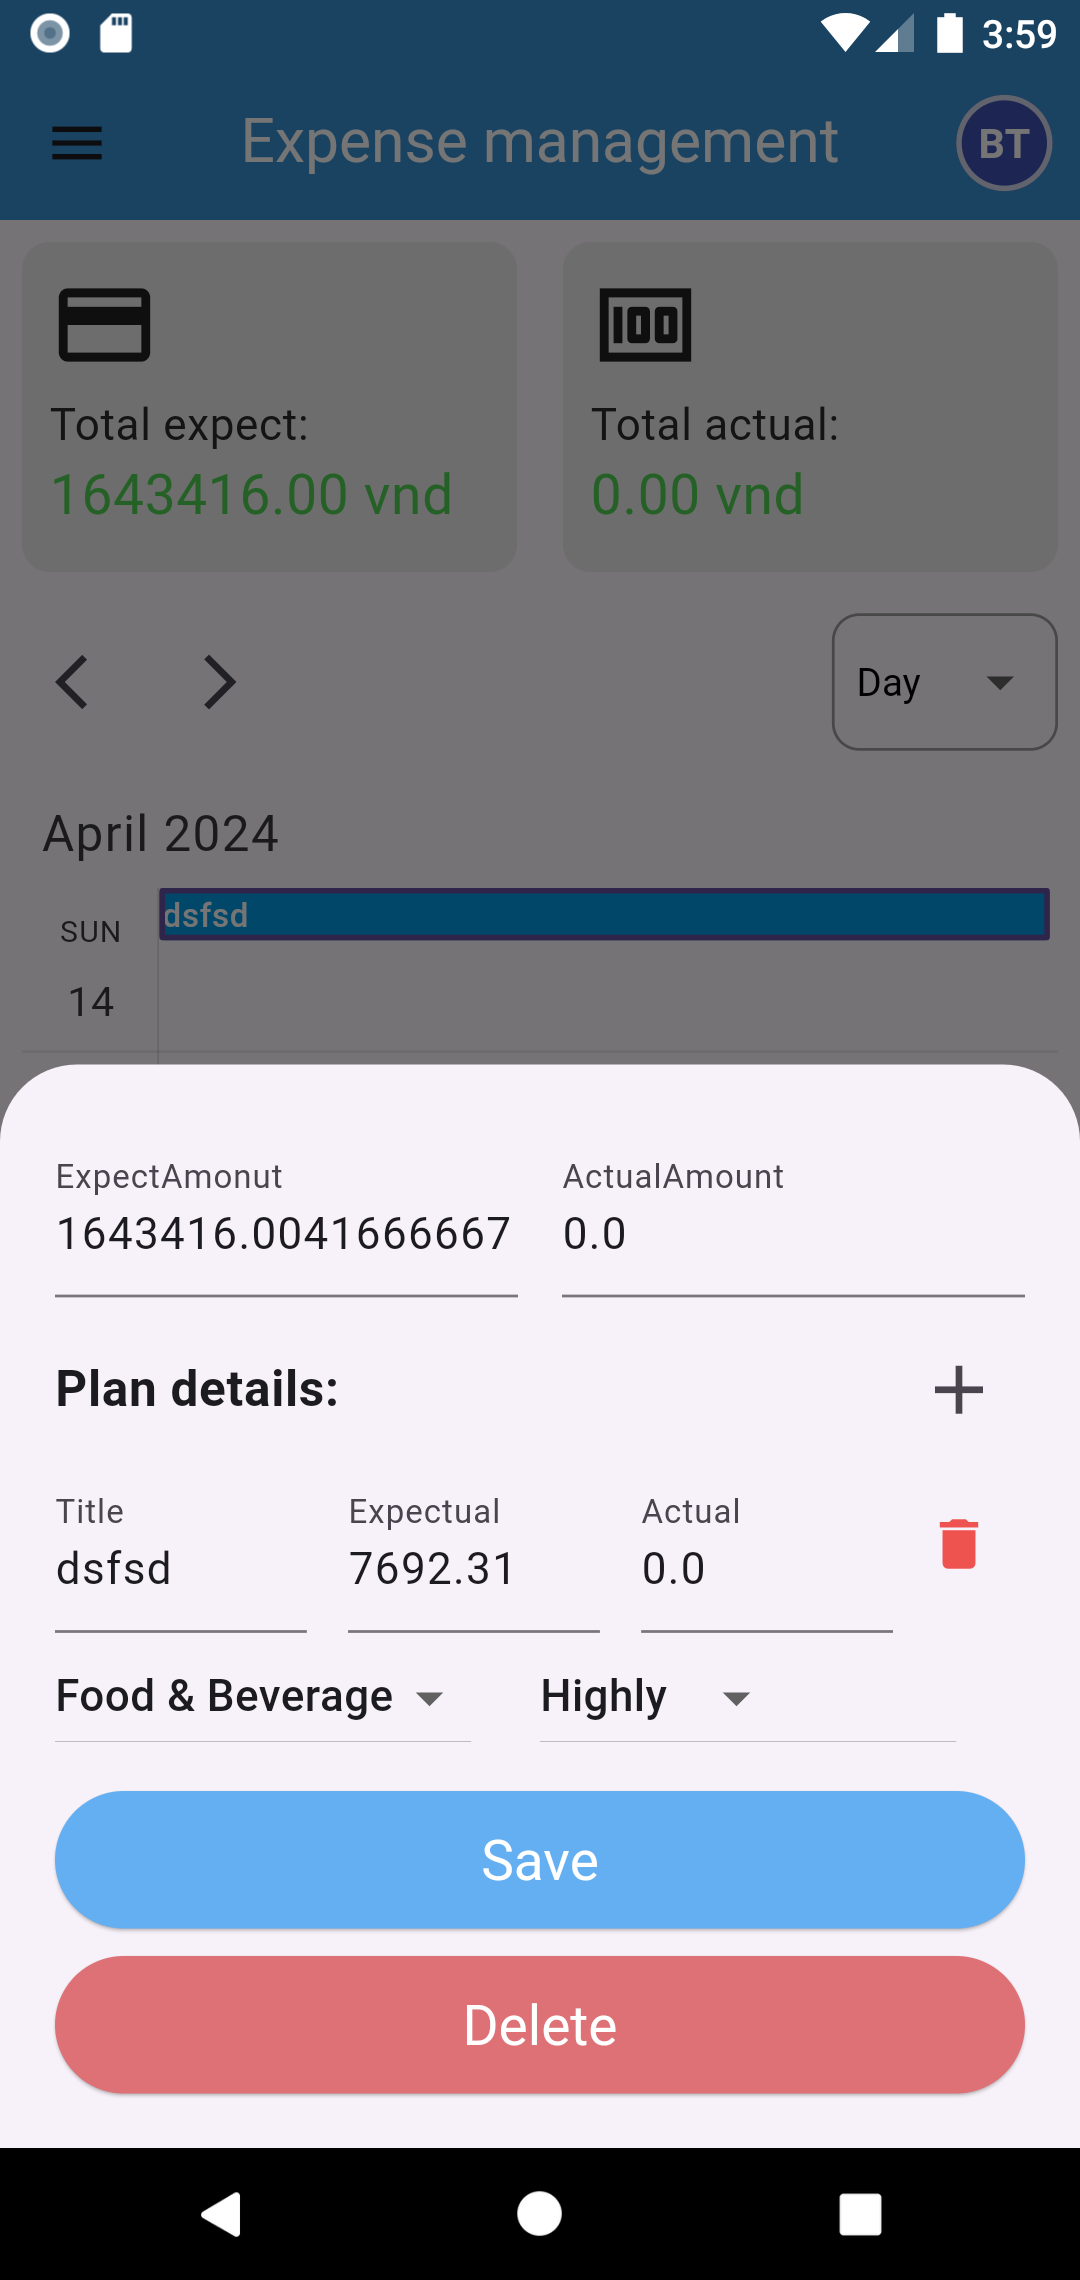 3:59
Expense management
BT
100
Total expect:
1643416.00 vnd
Total actual:
0.00 vnd
Day
April 2024
SUN
14
dsfsd
ExpectAmonut
1643416.0041666667
ActualAmount
0.0
Plan details:
Title
dsfsd
Expectual
7692.31
Actual
0.0
Food & Beverage
Highly
Save
Delete